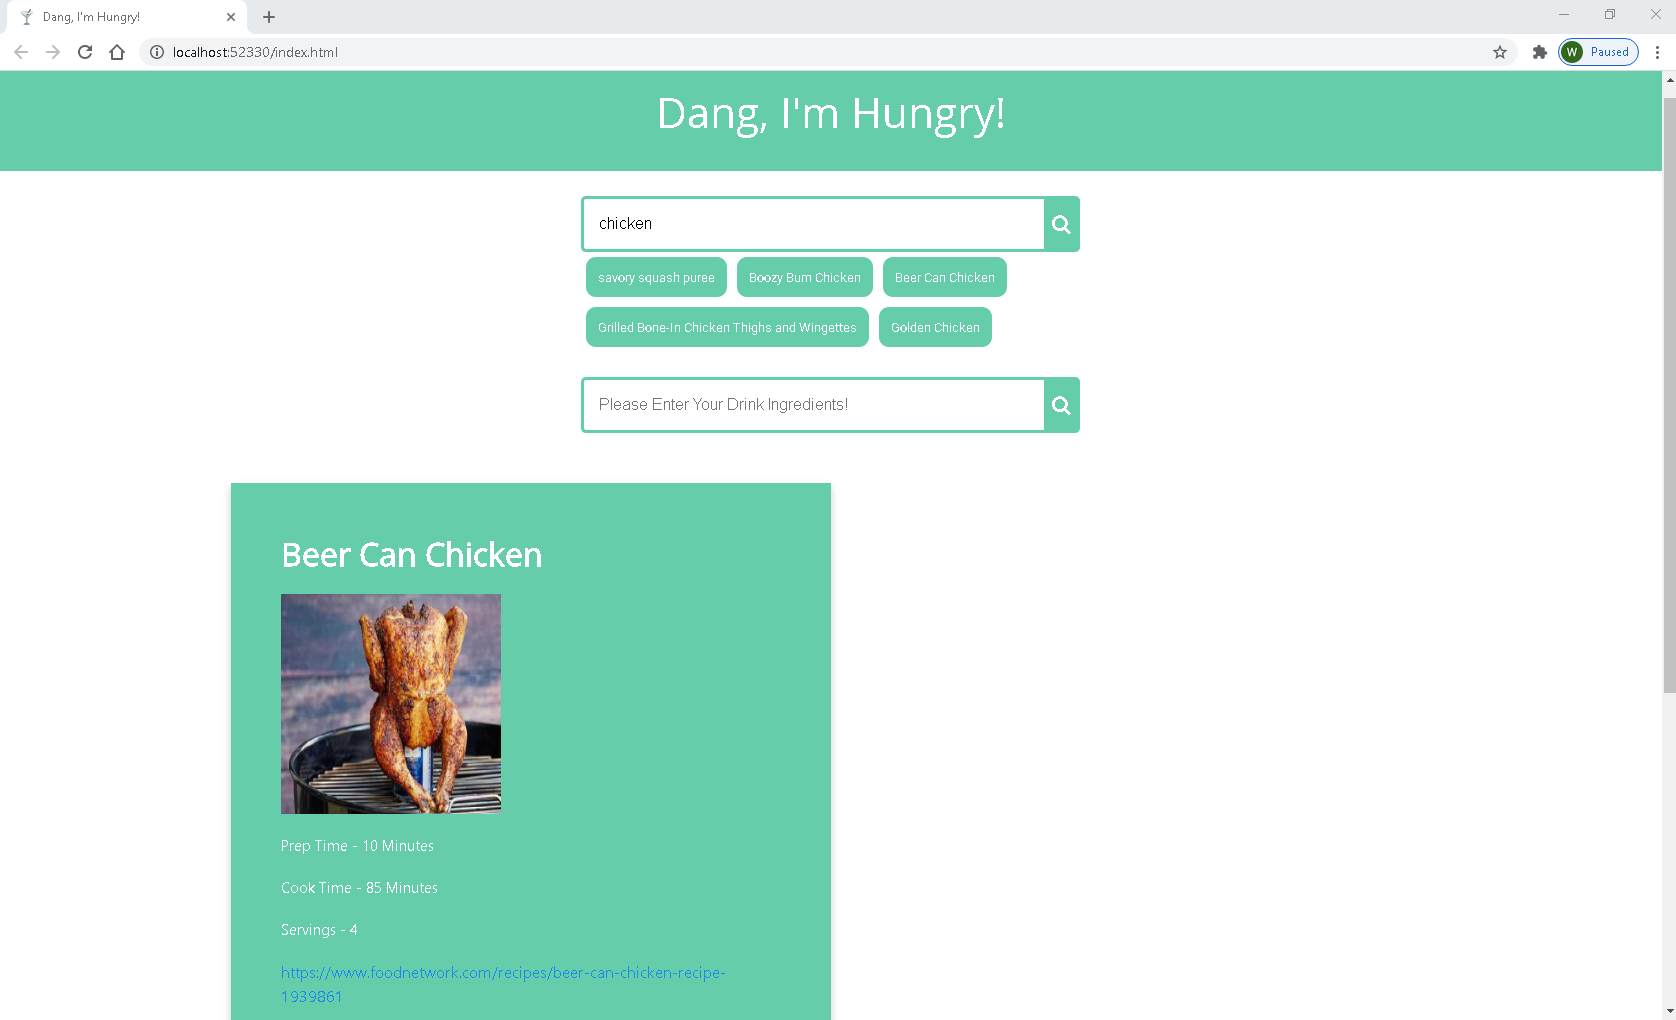 Dang, I'm Hungry!
localhost:52330/index.html
W Paused
Dang, I'm Hungry!
chicken
savory squash puree Boozy Bum Chicken Beer Can Chicken
Grilled Bone-In Chicken Thighs and Wingettes Golden Chicken
Please Enter Your Drink Ingredients!
Beer Can Chicken
Prep Time - 10 Minutes
Cook Time - 85 Minutes
Servings - 4
https://www.foodnetwork.com/recipes/beer-can-chicken-recipe-
1939861